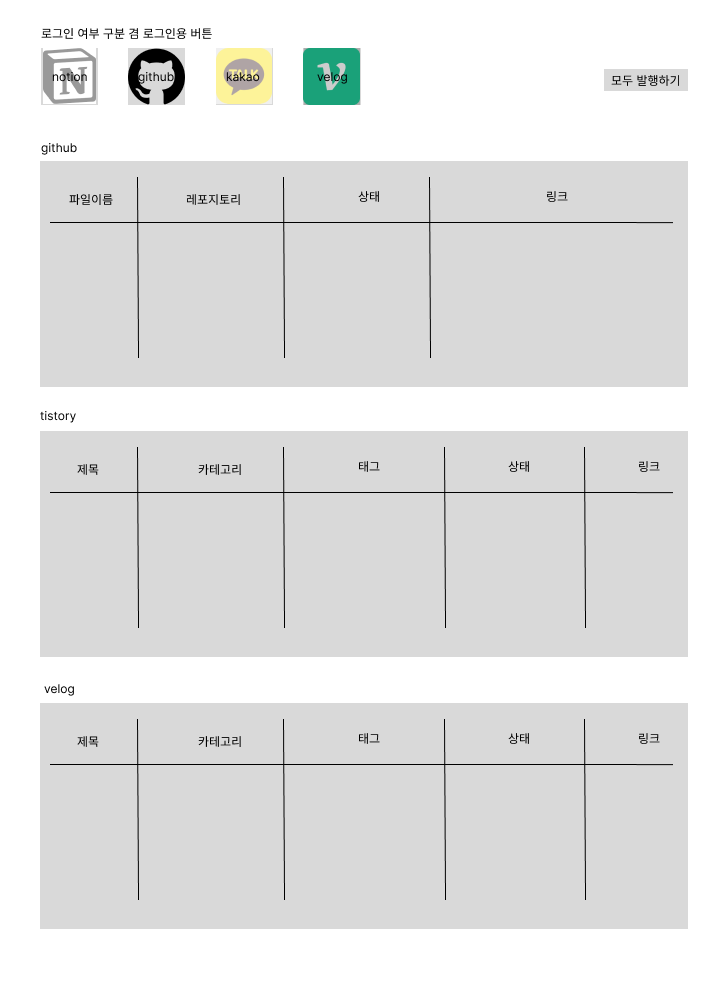 로그인 여부 구분 겸 로그인용 버튼
notion github kakao velog
N TALK v
모두 발행하기
github
파일이름 레포지토리 상태 링크
tistory
제목 카테고리 태그 상태 링크
velog
제목 카테고리 태그 상태 링크